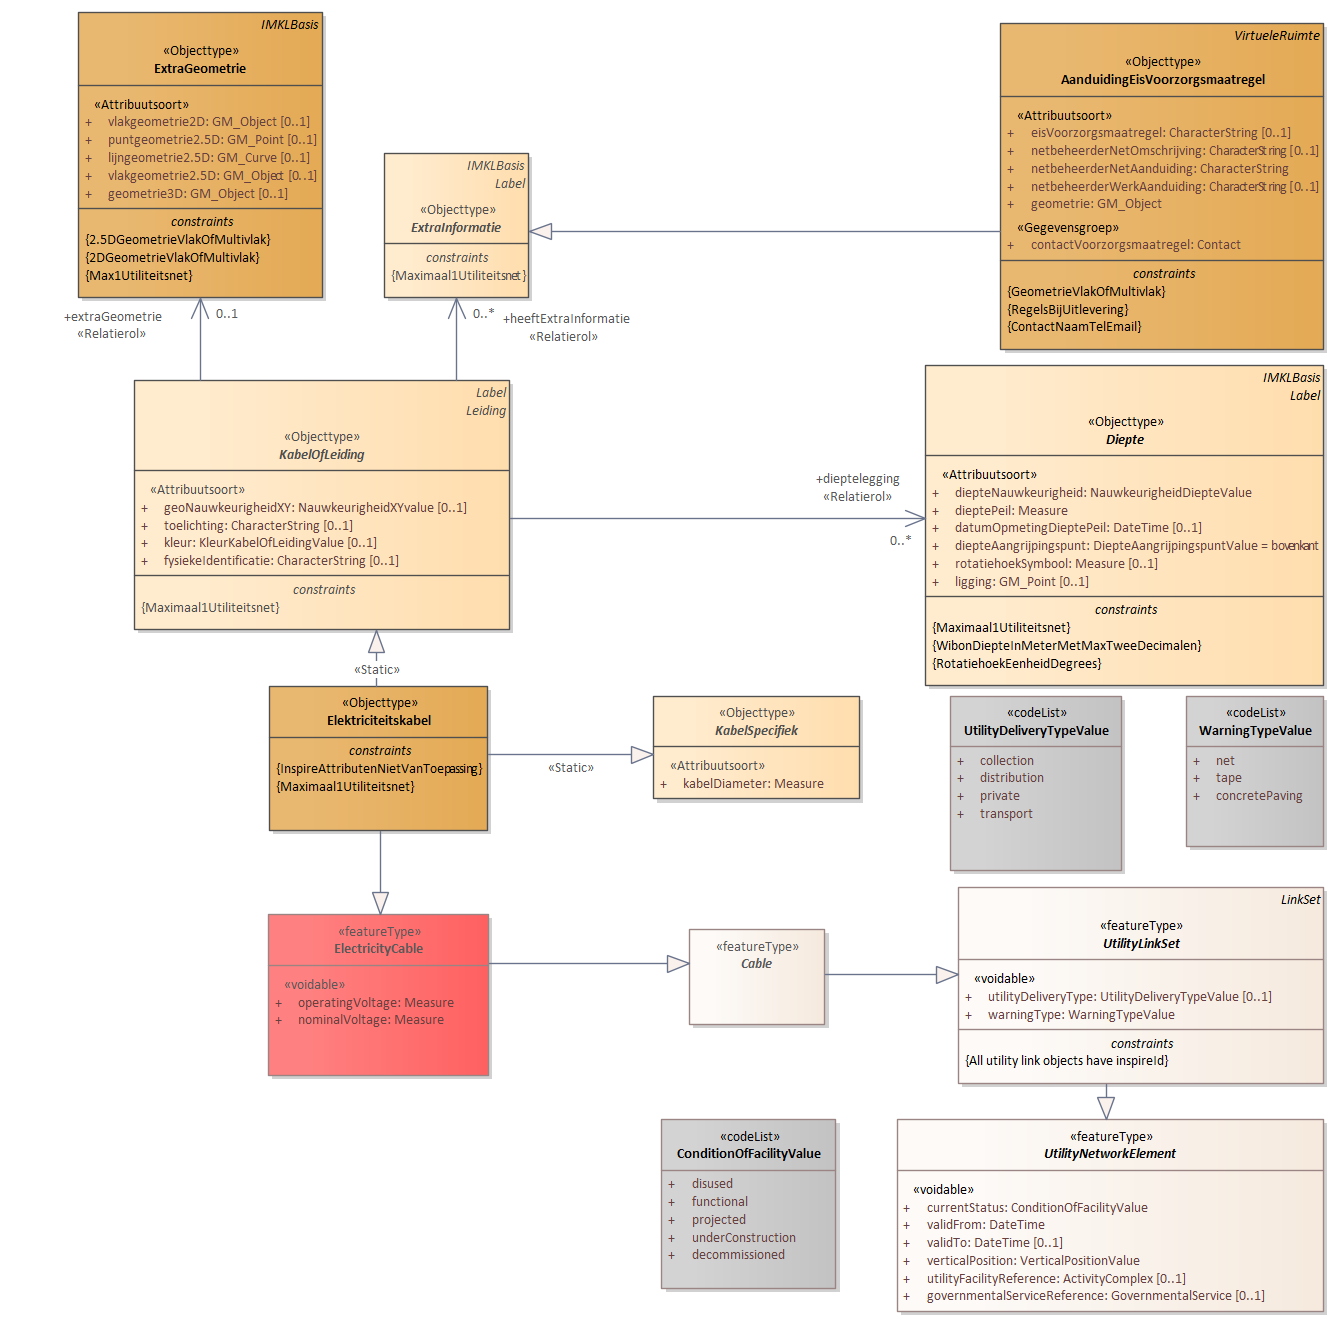 IMKLBasis
«Objecttype»
ExtraGeometrie
«Attribuutsoort»
+ vlakgeometrie2D: GM_Object [0..1]
+ puntgeometrie2.5D: GM_Point [0..1]
+ lijngeometrie2.5D: GM_Curve [0..1]
+ vlakgeometrie2.5D: GM_Object [0..1]
+ geometrie3D: GM_Object [0..1]
constraints
{2.5DGeometrieVlakOfMultivlak}
{2DGeometrieVlakOfMultivlak}
{Max1Utiliteitsnet}
IMKLBasis
Label
«Objecttype»
ExtraInformatie
constraints
{Maximaal1Utiliteitsnet}
VirtueleRuimte
«Objecttype»
AanduidingEisVoorzorgsmaatregel
«Attribuutsoort»
+ eisVoorzorgsmaatregel: CharacterString [0..1]
+ netbeheerderNetOmschrijving: CharacterString [0..1]
+ netbeheerderNetAanduiding: CharacterString
+ netbeheerderWerkAanduiding: CharacterString [0..1]
+ geometrie: GM_Object
«Gegevensgroep»
+ contactVoorzorgsmaatregel: Contact
constraints
{GeometrieVlakOfMultivlak}
{RegelsBijUitlevering}
{ContactNaamTelEmail}
+extraGeometrie
«Relatierol»
0..1
0..*
+heeftExtraInformatie
«Relatierol»
Label
Leiding
«Objecttype»
KabelOfLeiding
«Attribuutsoort»
+ geoNauwkeurigheidXY: NauwkeurigheidXYvalue [0..1]
+ toelichting: CharacterString [0..1]
+ kleur: KleurKabelOfLeidingValue [0..1]
+ fysiekeIdentificatie: CharacterString [0..1]
constraints
{Maximaal1Utiliteitsnet}
+dieptelegging
«Relatierol»
0..*
IMKLBasis
Label
«Objecttype»
Diepte
«Attribuutsoort»
+ diepteNauwkeurigheid: NauwkeurigheidDiepteValue
+ dieptePeil: Measure
+ datumOpmetingDieptePeil: DateTime [0..1]
+ diepteAangrijpingspunt: DiepteAangrijpingspuntValue = bovenkant
+ rotatiehoekSymbool: Measure [0..1]
+ ligging: GM_Point [0..1]
constraints
{Maximaal1Utiliteitsnet}
{WibonDiepteInMeterMetMaxTweeDecimalen}
{RotatiehoekEenheidDegrees}
«Static»
«Objecttype»
Elektriciteitskabel
constraints
{InspireAttributenNietVanToepassing}
{Maximaal1Utiliteitsnet}
«Static»
«Objecttype»
KabelSpecifiek
«Attribuutsoort»
+ kabelDiameter: Measure
«codeList»
UtilityDeliveryTypeValue
+ collection
+ distribution
+ private
+ transport
«codeList»
WarningTypeValue
+ net
+ tape
+ concretePaving
«featureType»
ElectricityCable
«voidable»
+ operatingVoltage: Measure
+ nominalVoltage: Measure
«featureType»
Cable
LinkSet
«featureType»
UtilityLinkSet
«voidable»
+ utilityDeliveryType: UtilityDeliveryTypeValue [0..1]
+ warningType: WarningTypeValue
constraints
{All utility link objects have inspireId}
«codeList»
ConditionOfFacilityValue
+ disused
+ functional
+ projected
+ underConstruction
+ decommissioned
«featureType»
UtilityNetworkElement
«voidable»
+ currentStatus: ConditionOfFacilityValue
+ validFrom: DateTime
+ validTo: DateTime [0..1]
+ verticalPosition: VerticalPositionValue
+ utilityFacilityReference: ActivityComplex [0..1]
+ governmentalServiceReference: GovernmentalService [0..1]